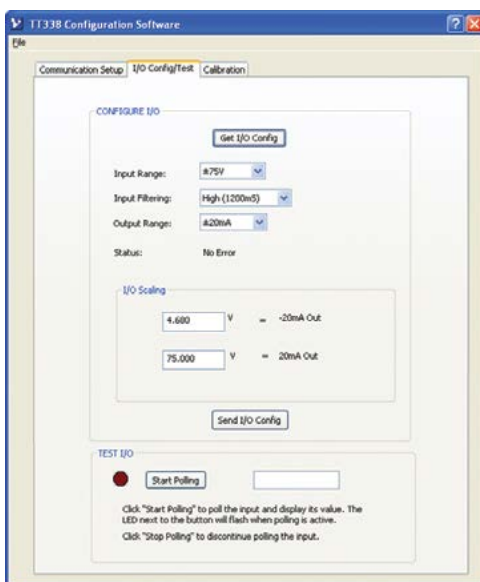 TT338 Configuration Software
File
Communication Setup I/O Config/Test Calibration
CONFIGURE I/O
Get I/O Config
Input Range: ±75V
Input Filtering: High (1200mS)
Output Range: ±20mA
Status: No Error
I/O Scaling
4.680 V = -20mA Out
75.000 V = 20mA Out
Send I/O Config
TEST I/O
Start Polling
Click "Start Polling" to poll the input and display its value. The
LED next to the button will flash when polling is active.
Click "Stop Polling" to discontinue polling the input.